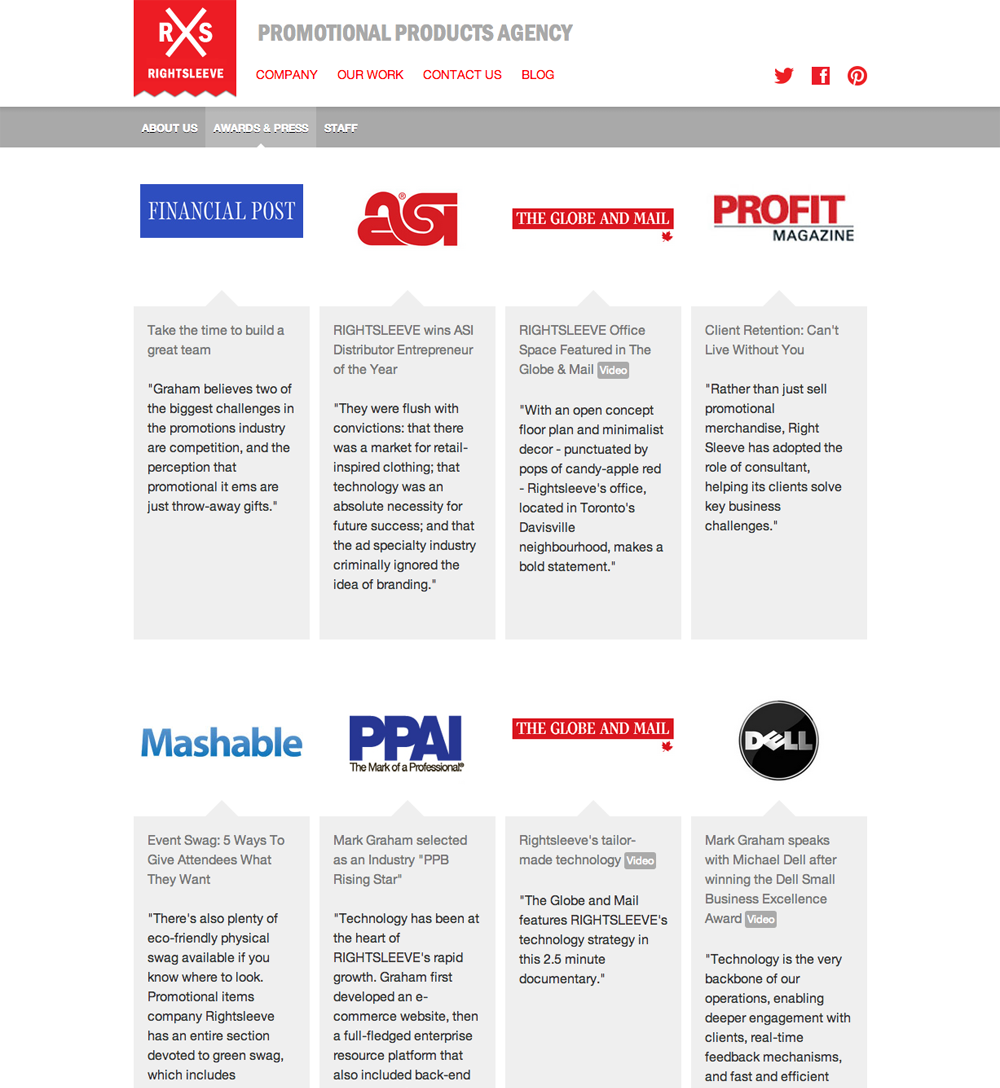 R S
RIGHTSLEEVE
PROMOTIONAL PRODUCTS AGENCY
COMPANY OUR WORK CONTACT US BLOG
ABOUT US AWARDS & PRESS STAFF
FINANCIAL POST
asi®
THE GLOBE AND MAIL
PROFIT
MAGAZINE
Take the time to build a
great team
"Graham believes two of
the biggest challenges in
the promotions industry
are competition, and the
perception that
promotional it ems are
just throw-away gifts."
RIGHTSLEEVE wins ASI
Distributor Entrepreneur
of the Year
"They were flush with
convictions: that there
was a market for retail-
inspired clothing; that
technology was an
absolute necessity for
future success; and that
the ad specialty industry
criminally ignored the
idea of branding."
RIGHTSLEEVE Office
Space Featured in The
Globe & Mail Video
"With an open concept
floor plan and minimalist
decor - punctuated by
pops of candy-apple red
- Rightsleeve's office,
located in Toronto's
Davisville
neighbourhood, makes a
bold statement."
Client Retention: Can't
Live Without You
"Rather than just sell
promotional
merchandise, Right
Sleeve has adopted the
role of consultant,
helping its clients solve
key business
challenges."
Mashable
PPAI
The Mark of a Professional.®
THE GLOBE AND MAIL
DELL
Event Swag: 5 Ways To
Give Attendees What
They Want
"There's also plenty of
eco-friendly physical
swag available if you
know where to look.
Promotional items
company Rightsleeve
has an entire section
devoted to green swag,
which includes
Mark Graham selected
as an Industry "PPB
Rising Star"
"Technology has been at
the heart of
RIGHTSLEEVE's rapid
growth. Graham first
developed an e-
commerce website, then
a full-fledged enterprise
resource platform that
also included back-end
Rightsleeve's tailor-
made technology Video
"The Globe and Mail
features RIGHTSLEEVE's
technology strategy in
this 2.5 minute
documentary."
Mark Graham speaks
with Michael Dell after
winning the Dell Small
Business Excellence
Award Video
"Technology is the very
backbone of our
operations, enabling
deeper engagement with
clients, real-time
feedback mechanisms,
and fast and efficient